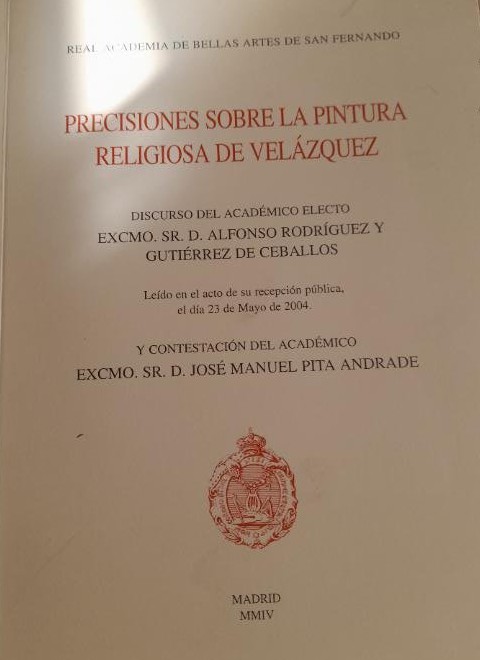 REAL ACADEMIA DE BELLAS ARTES DE SAN FERNANDO
PRECISIONES SOBRE LA PINTURA
RELIGIOSA DE VELÁZQUEZ
DISCURSO DEL ACADÉMICO ELECTO
EXCMO. SR. D. ALFONSO RODRÍGUEZ Y
GUTIÉRREZ DE CEBALLOS
Leído en el acto de su recepción pública,
el día 23 de Mayo de 2004.
Y CONTESTACIÓN DEL ACADÉMICO
EXCMO. SR. D. JOSÉ MANUEL PITA ANDRADE
MADRID
MMIV